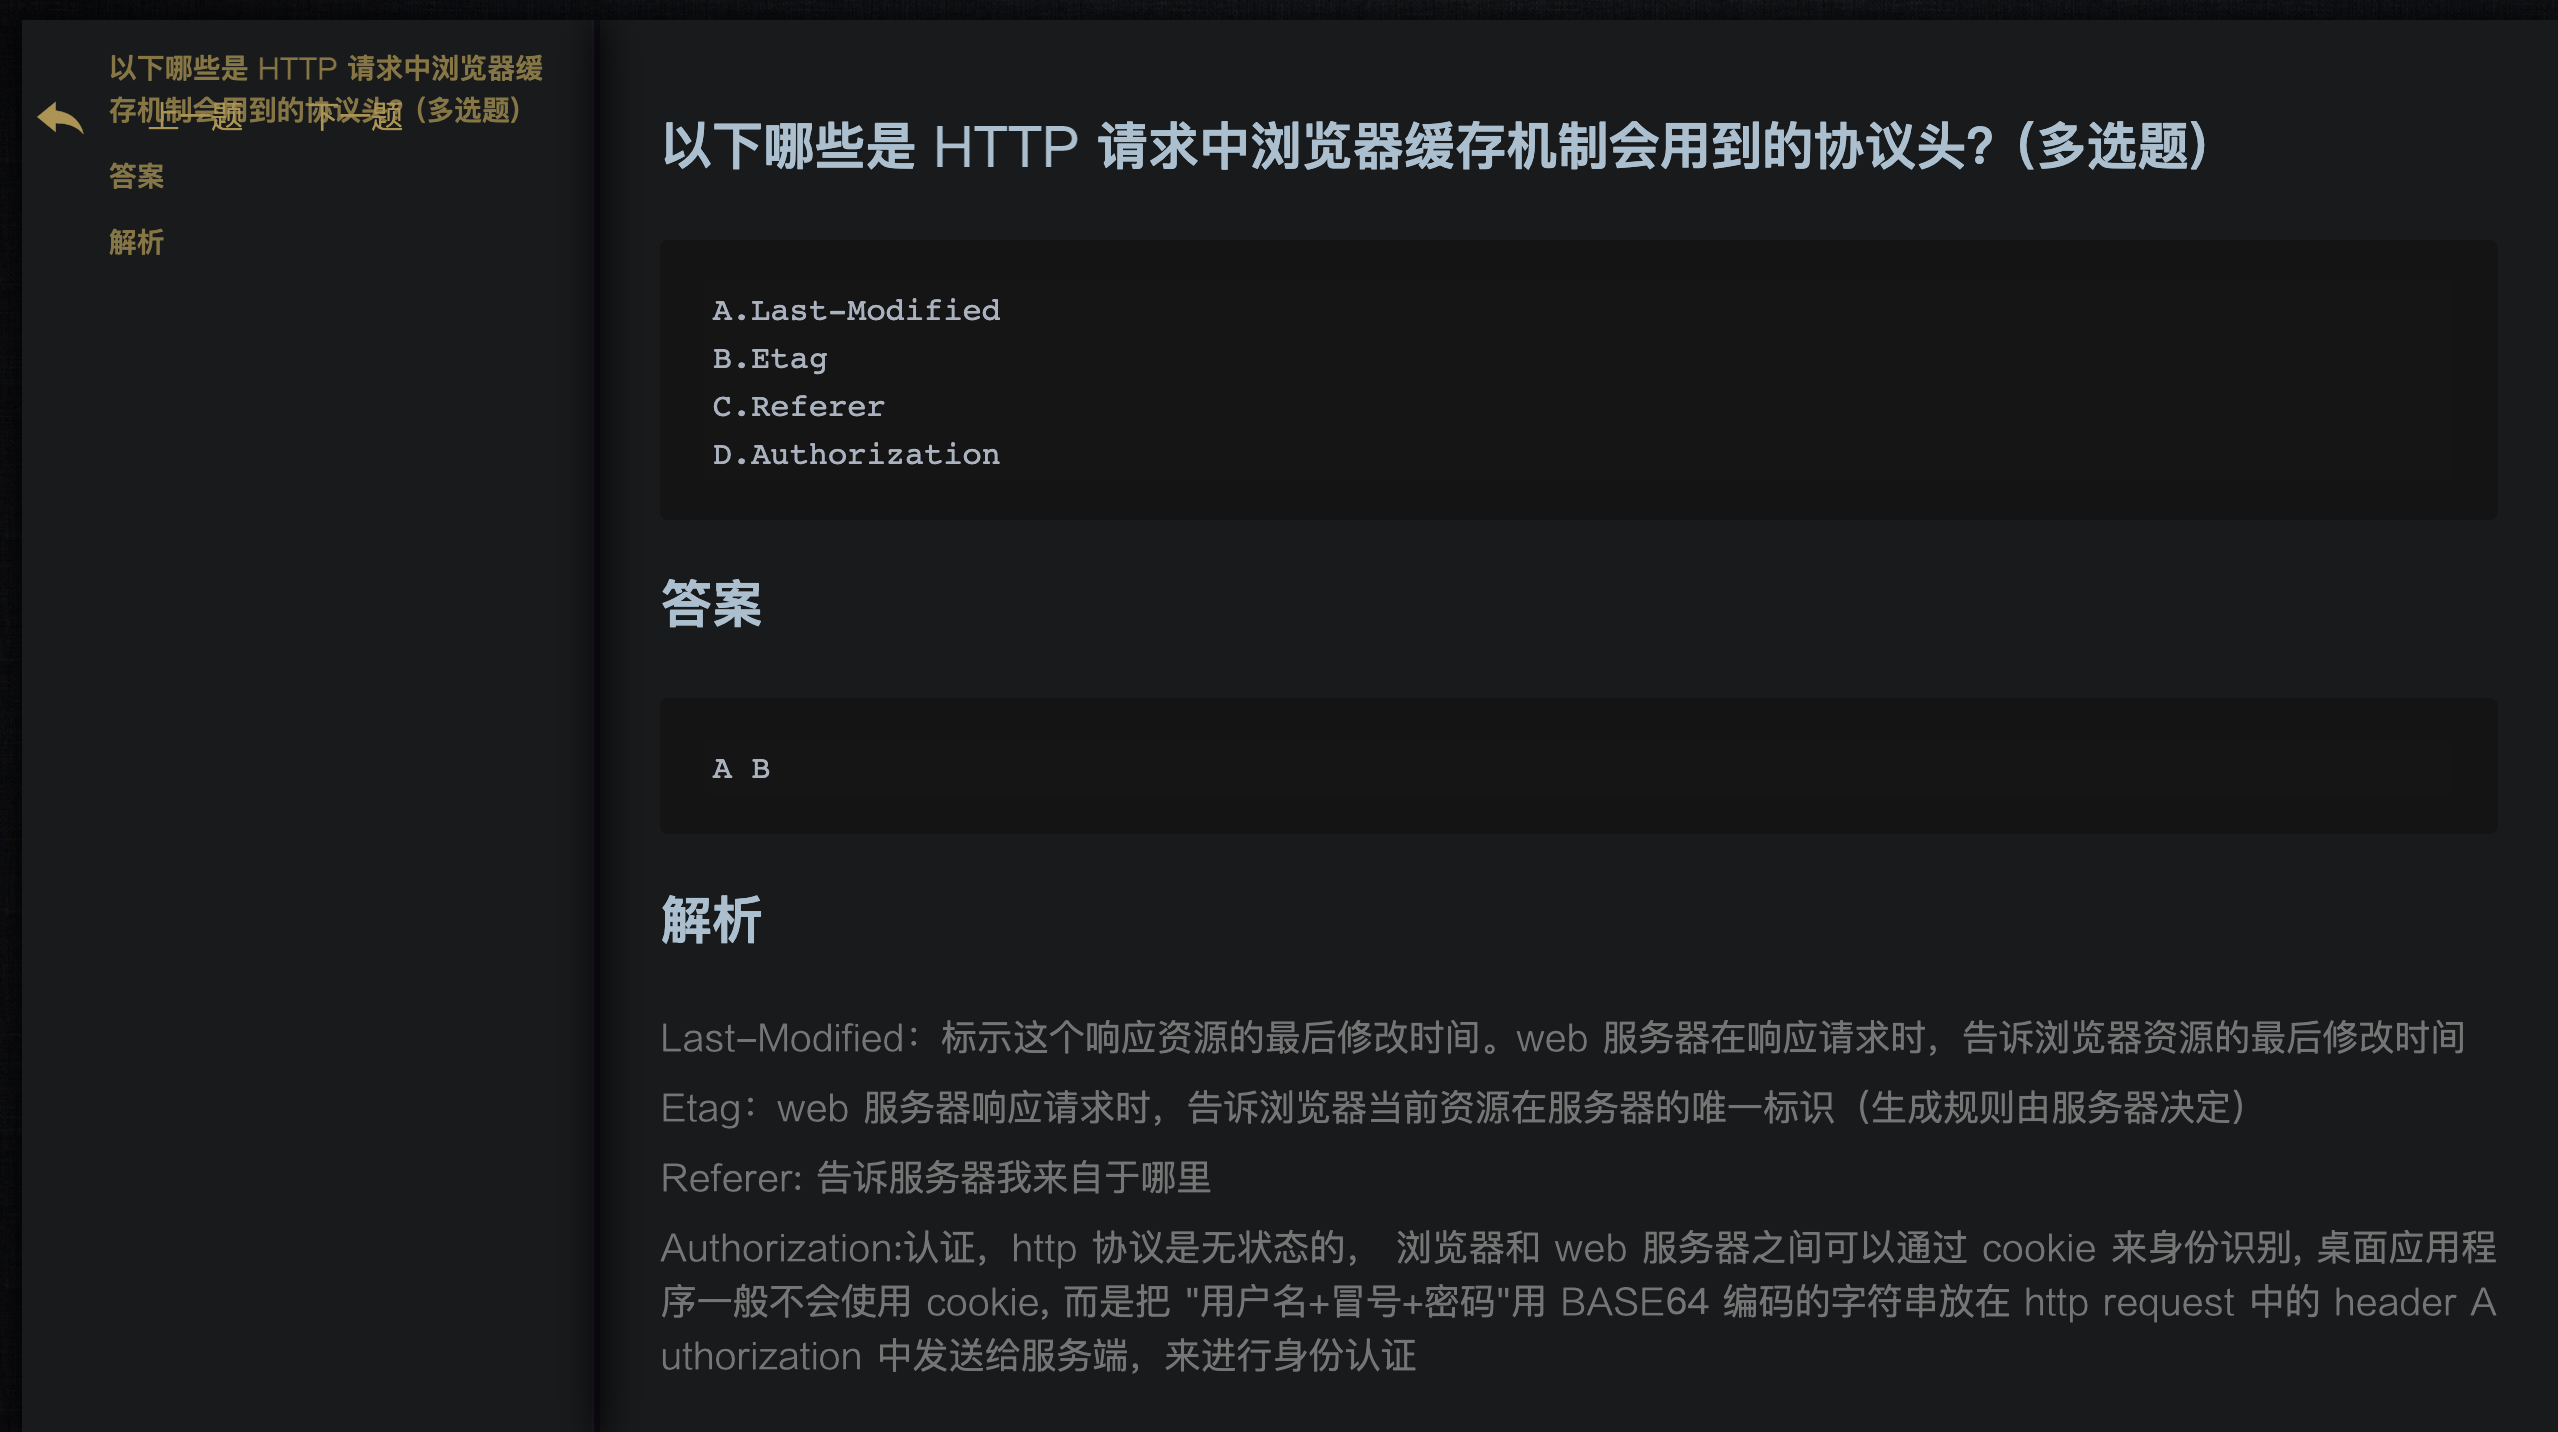 以下哪些是 HTTP 请求中浏览器缓
存机制会用到的协议头？(多选题)
上一题 下一题
答案
解析
以下哪些是 HTTP 请求中浏览器缓存机制会用到的协议头？(多选题)
A.Last-Modified
B.Etag
C.Referer
D.Authorization
答案
A B
解析
Last-Modified：标示这个响应资源的最后修改时间。web 服务器在响应请求时，告诉浏览器资源的最后修改时间
Etag：web 服务器响应请求时，告诉浏览器当前资源在服务器的唯一标识（生成规则由服务器决定）
Referer: 告诉服务器我来自于哪里
Authorization:认证，http 协议是无状态的， 浏览器和 web 服务器之间可以通过 cookie 来身份识别, 桌面应用程
序一般不会使用 cookie, 而是把 "用户名+冒号+密码"用 BASE64 编码的字符串放在 http request 中的 header A
uthorization 中发送给服务端，来进行身份认证